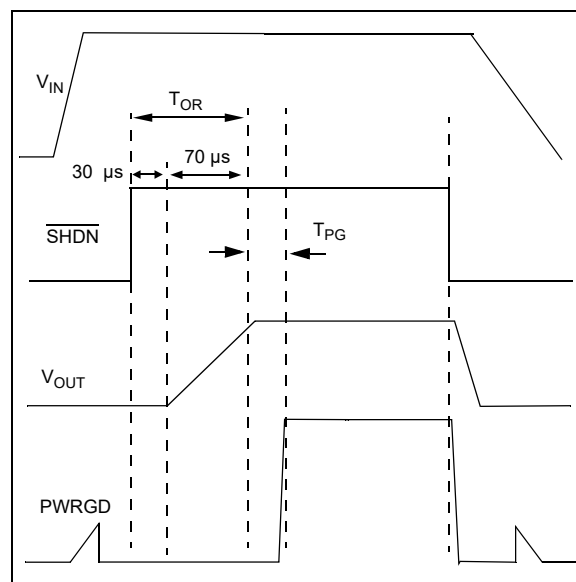 V_IN
T_OR
30 µs
70 µs
SHDN
T_PG
V_OUT
PWRGD